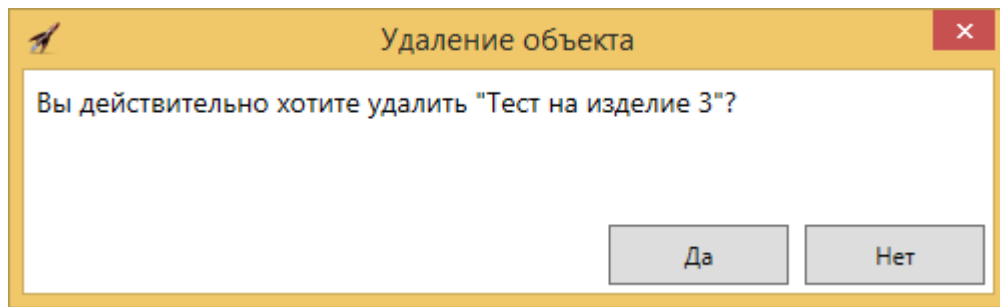 Удаление объекта
Вы действительно хотите удалить "Тест на изделие 3"?
Да Нет